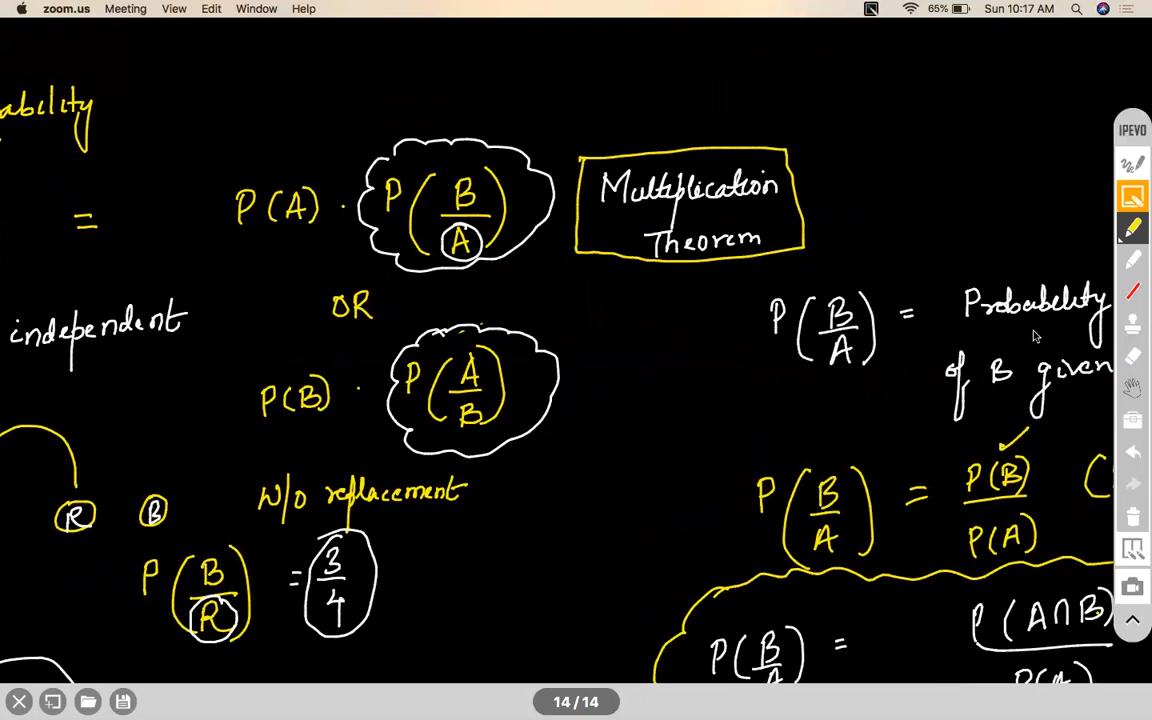 zoom.us Meeting View Edit Window Help 65% Sun 10:17 AM
ability
= P(A) · P(B/A) Multiplication
Theorem
IPEVO
OR
independent
P(B) · P(A/B)
P(B/A) = Probability
of B given
W/o replacement
R B
P(B/R) = 3/4
P(B/A) = P(B)/P(A) (
P(B/A) = P(A∩B)/P(A)
14/14